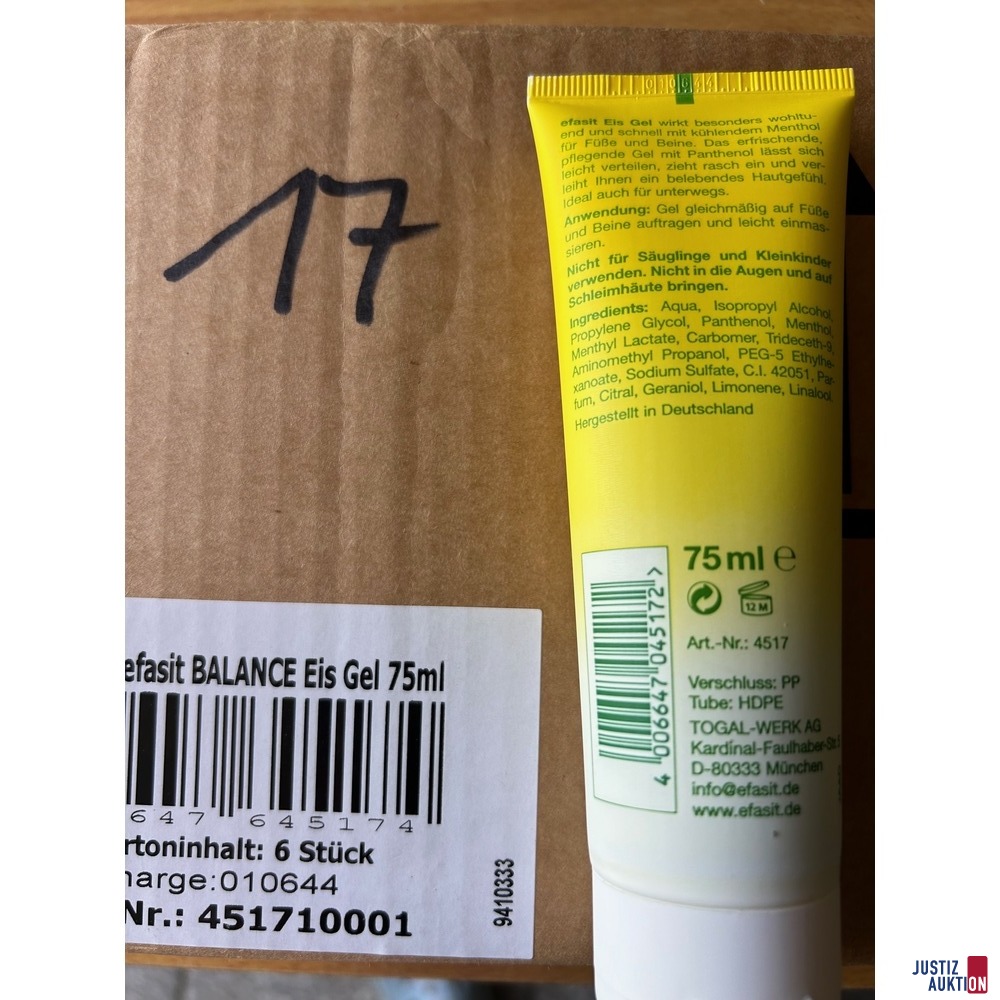 17
efasit Eis Gel wirkt besonders wohltu-
end und schnell mit kühlendem Menthol
für Füße und Beine. Das erfrischende,
pflegende Gel mit Panthenol lässt sich
leicht verteilen, zieht rasch ein und ver-
leiht Ihnen ein belebendes Hautgefühl.
Ideal auch für unterwegs.
Anwendung: Gel gleichmäßig auf Füße
und Beine auftragen und leicht einmas-
sieren.
Nicht für Säuglinge und Kleinkinder
verwenden. Nicht in die Augen und auf
Schleimhäute bringen.
Ingredients: Aqua, Isopropyl Alcohol,
Propylene Glycol, Panthenol, Menthol,
Menthyl Lactate, Carbomer, Trideceth-9,
Aminomethyl Propanol, PEG-5 Ethylhe-
xanoate, Sodium Sulfate, C.I. 42051, Par-
fum, Citral, Geraniol, Limonene, Linalool.
Hergestellt in Deutschland
75 ml ℮
12 M
Art.-Nr.: 4517
4 006647 045172 >
Verschluss: PP
Tube: HDPE
TOGAL-WERK AG
Kardinal-Faulhaber-Str.
D-80333 München
info@efasit.de
www.efasit.de
efasit BALANCE Eis Gel 75ml
647 645174
rtoninhalt: 6 Stück
harge:010644
Nr.: 451710001
9410333
JUSTIZ
AUKTION